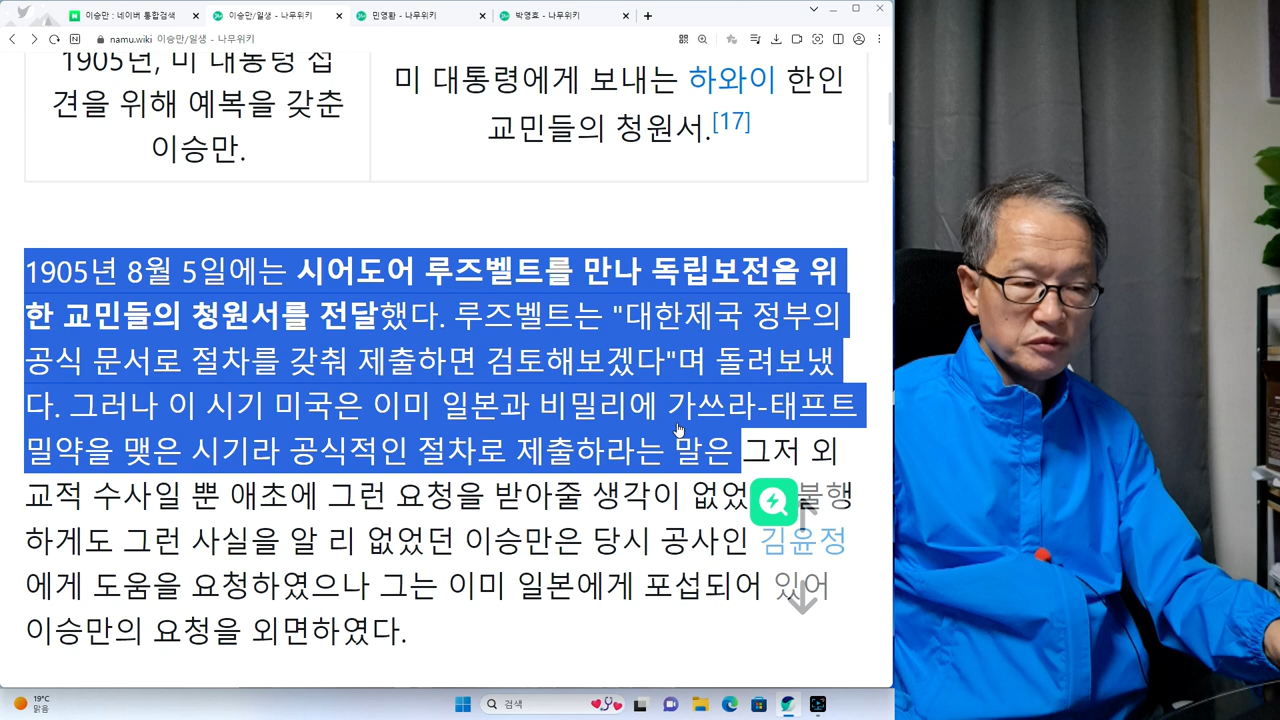 이승만 : 네이버 통합검색
이승만/일생 - 나무위키
민영환 - 나무위키
박영효 - 나무위키
namu.wiki 이승만/일생 - 나무위키
1905년, 미 대통령 접
견을 위해 예복을 갖춘
이승만.
미 대통령에게 보내는 하와이 한인
교민들의 청원서.[17]
1905년 8월 5일에는 시어도어 루즈벨트를 만나 독립보전을 위
한 교민들의 청원서를 전달했다. 루즈벨트는 "대한제국 정부의
공식 문서로 절차를 갖춰 제출하면 검토해보겠다"며 돌려보냈
다. 그러나 이 시기 미국은 이미 일본과 비밀리에 가쓰라-태프트
밀약을 맺은 시기라 공식적인 절차로 제출하라는 말은 그저 외
교적 수사일 뿐 애초에 그런 요청을 받아줄 생각이 없었 불행
하게도 그런 사실을 알 리 없었던 이승만은 당시 공사인 김윤정
에게 도움을 요청하였으나 그는 이미 일본에게 포섭되어 있어
이승만의 요청을 외면하였다.
19°C
맑음
검색